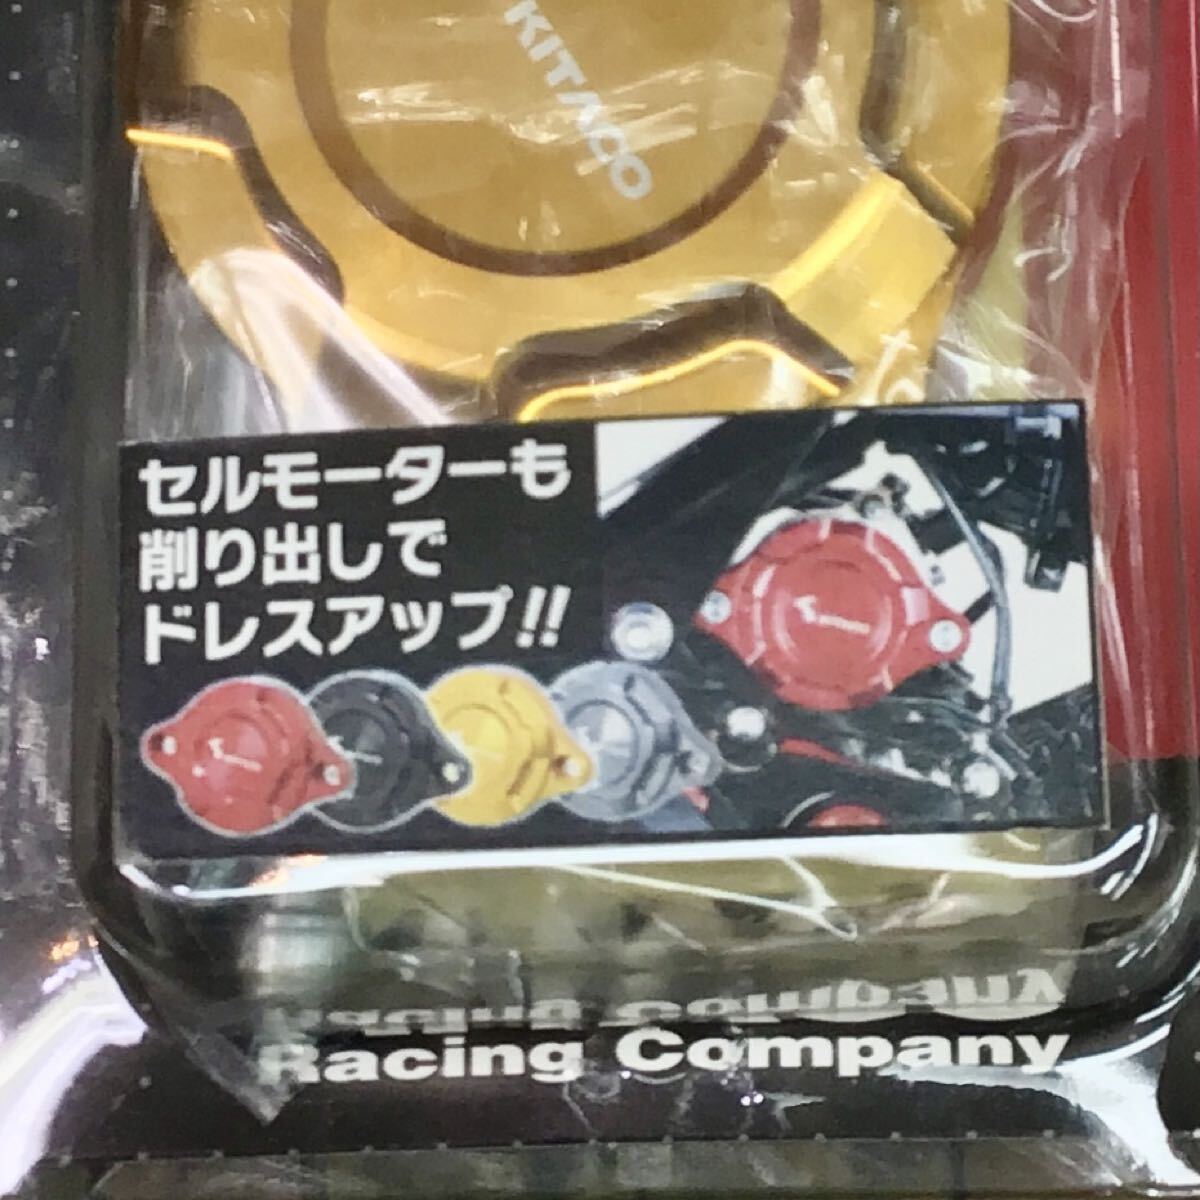 KITACO
セルモーターも
削り出しで
ドレスアップ!!
Racing Company